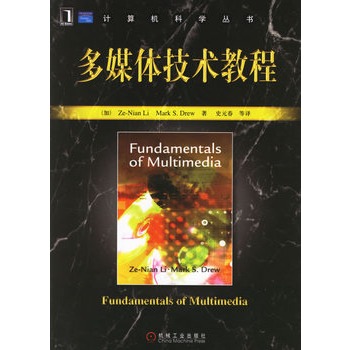 计算机科学丛书
多媒体技术教程
(加) Ze-Nian Li Mark S. Drew 著 史元春 等译
Fundamentals
of Multimedia
Ze-Nian Li • Mark S. Drew
Fundamentals of Multimedia
机械工业出版社
China Machine Press